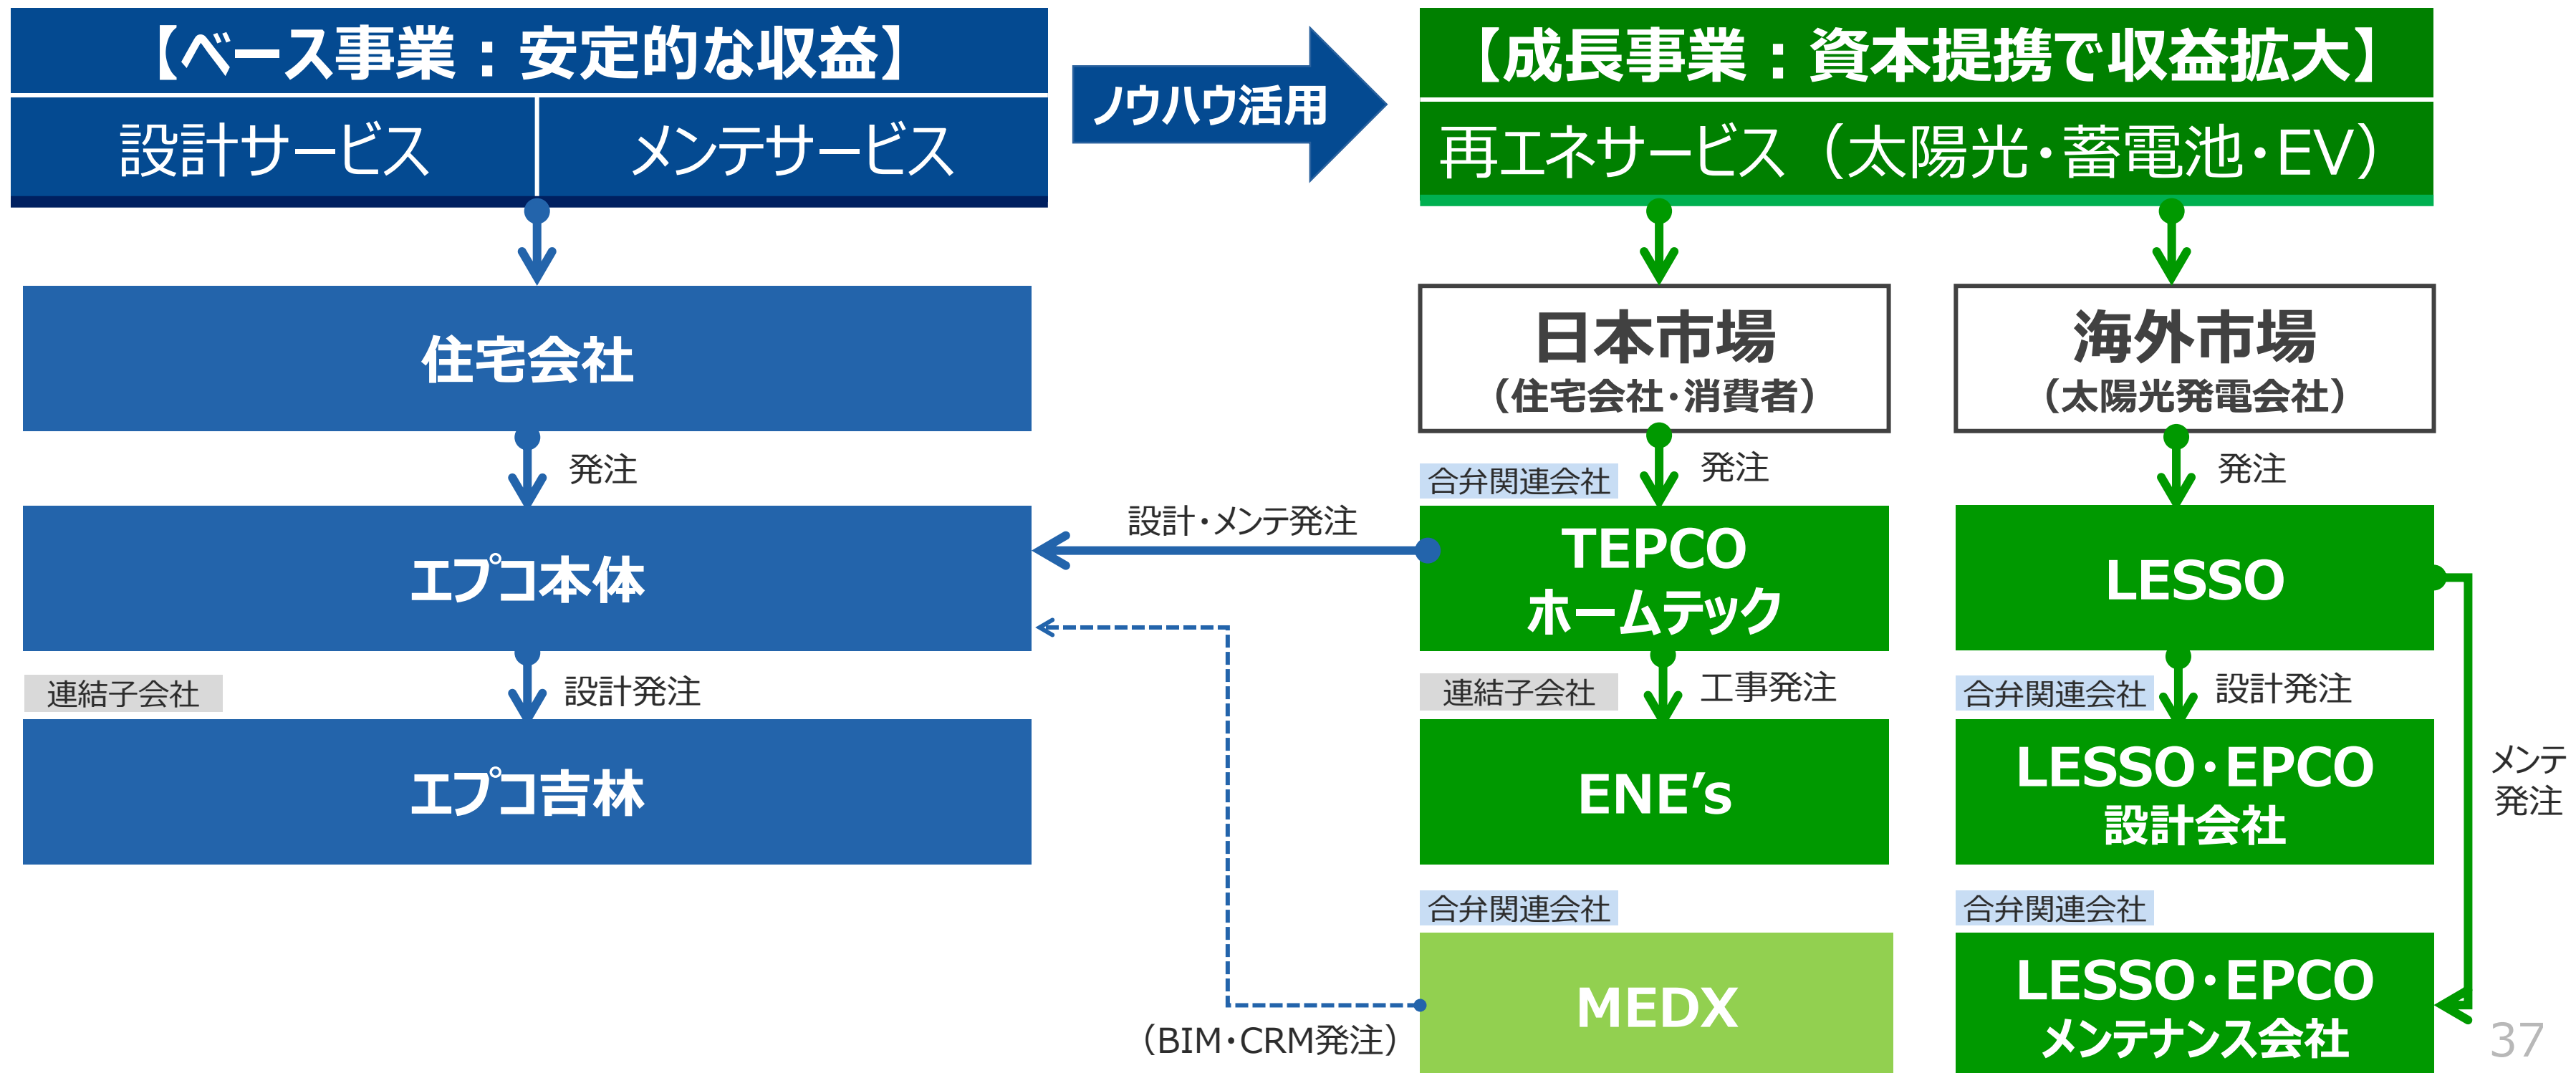 【ベース事業：安定的な収益】
設計サービス
メンテサービス
ノウハウ活用
【成長事業：資本提携で収益拡大】
再エネサービス（太陽光・蓄電池・EV）
住宅会社
発注
エプコ本体
連結子会社
設計発注
エプコ吉林
設計・メンテ発注
（BIM・CRM発注）
日本市場
（住宅会社・消費者）
合弁関連会社
発注
TEPCO
ホームテック
連結子会社
工事発注
ENE’s
合弁関連会社
MEDX
海外市場
（太陽光発電会社）
発注
LESSO
合弁関連会社
設計発注
LESSO・EPCO
設計会社
メンテ
発注
合弁関連会社
LESSO・EPCO
メンテナンス会社
37